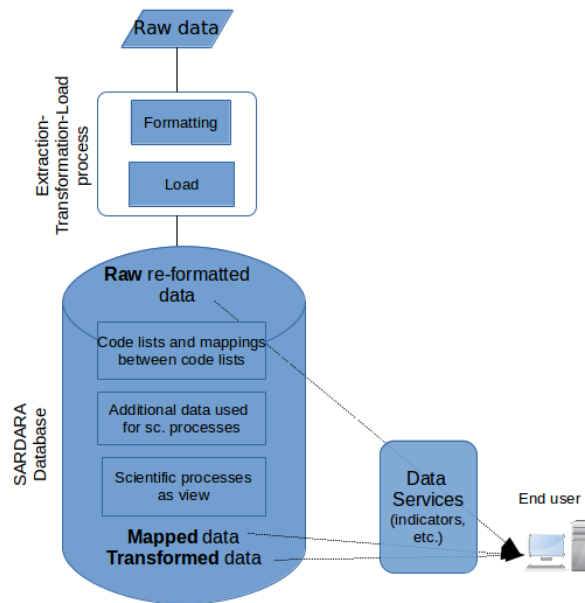 Raw data
Extraction-
Transformation-Load
process
Formatting
Load
SARDARA
Database
Raw re-formatted
data
Code lists and mappings
between code lists
Additional data used
for sc. processes
Scientific processes
as view
Mapped data
Transformed data
Data
Services
(indicators,
etc.)
End user